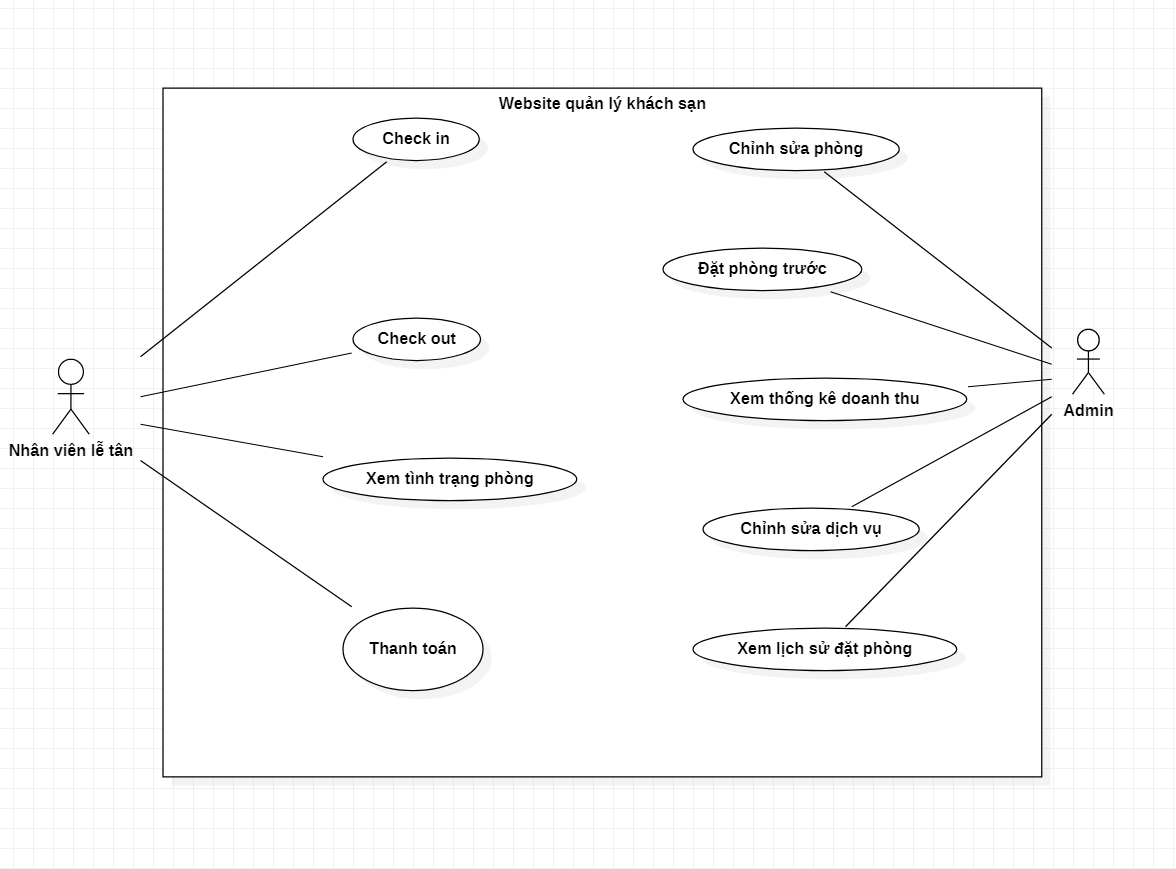 Website quản lý khách sạn
Check in
Chỉnh sửa phòng
Đặt phòng trước
Check out
Xem thống kê doanh thu
Admin
Nhân viên lễ tân
Xem tình trạng phòng
Chỉnh sửa dịch vụ
Thanh toán
Xem lịch sử đặt phòng